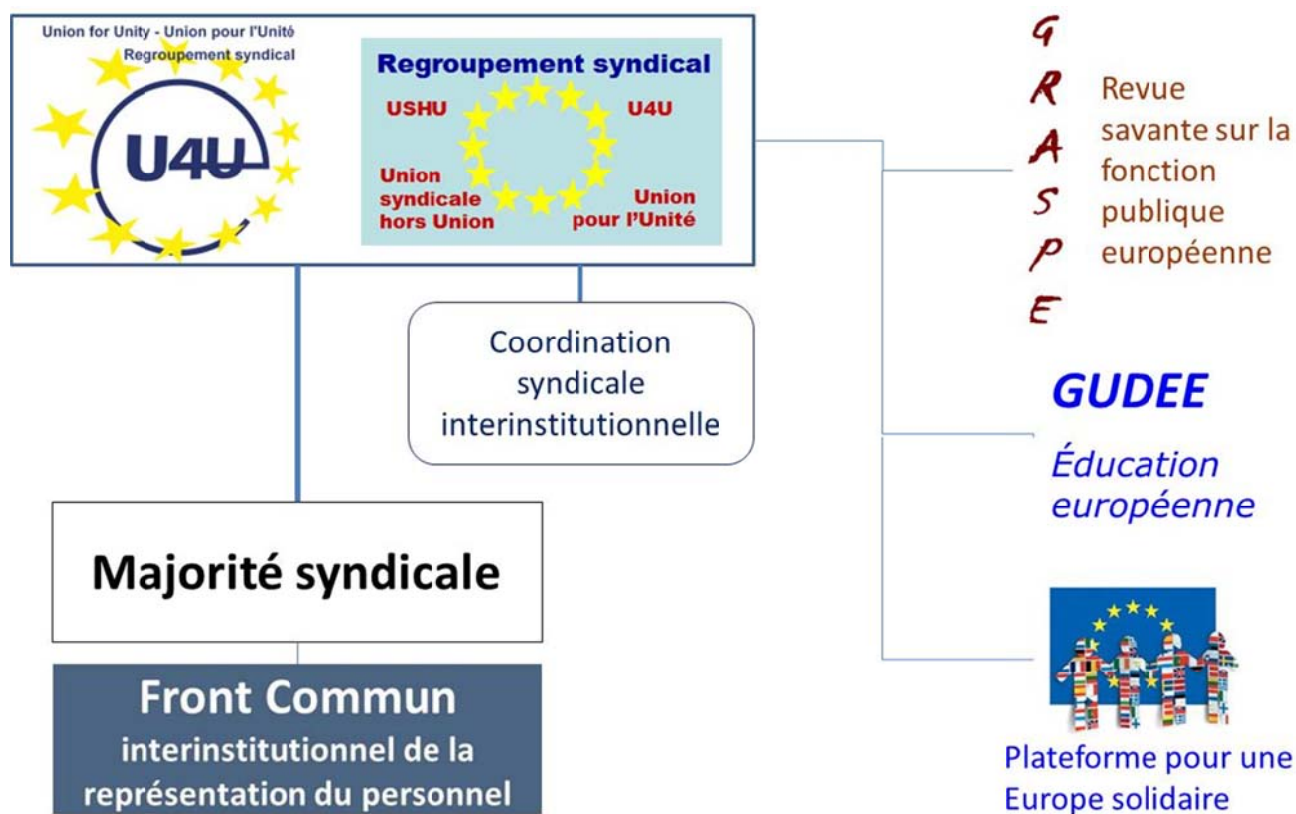 Union for Unity - Union pour l'Unité
Regroupement syndical
U4U
Regroupement syndical
USHU
U4U
Union
syndicale
hors Union
Union
pour l'Unité
G
R
A
S
P
E
Revue
savante sur la
fonction
publique
européenne
Coordination
syndicale
interinstitutionnelle
GUDEE
Éducation
européenne
Majorité syndicale
Front Commun
interinstitutionnel de la
représentation du personnel
Plateforme pour une
Europe solidaire